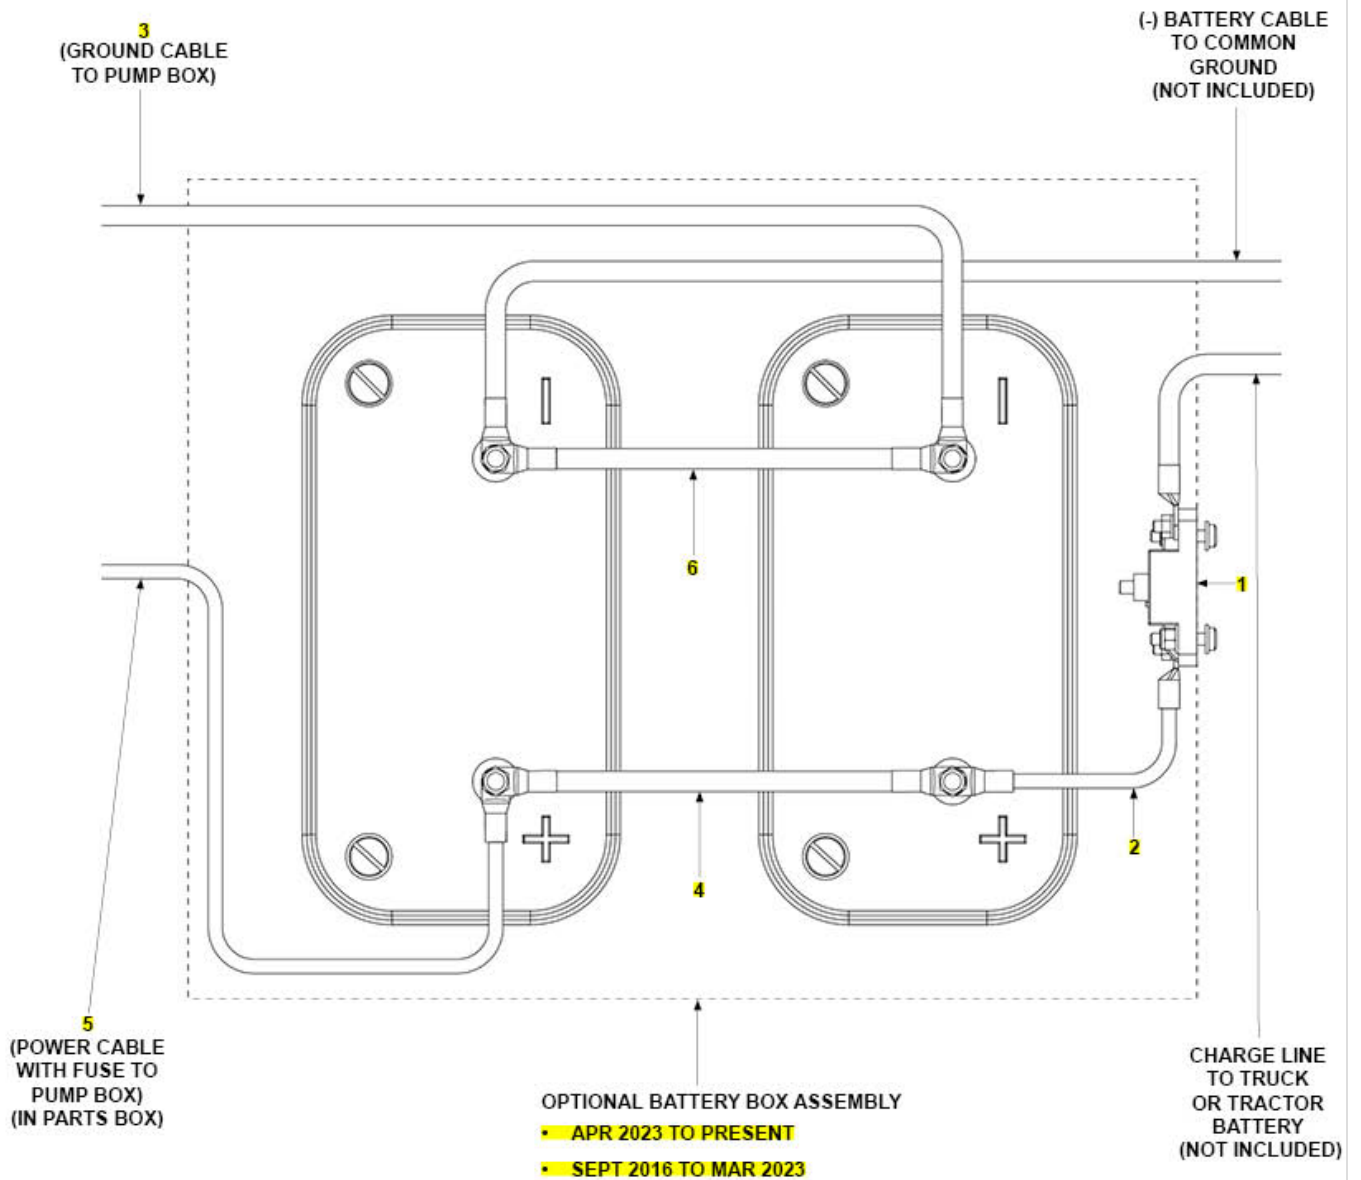 3
(GROUND CABLE
TO PUMP BOX)
(-) BATTERY CABLE
TO COMMON
GROUND
(NOT INCLUDED)
6
1
2
4
5
(POWER CABLE
WITH FUSE TO
PUMP BOX)
(IN PARTS BOX)
OPTIONAL BATTERY BOX ASSEMBLY
• APR 2023 TO PRESENT
• SEPT 2016 TO MAR 2023
CHARGE LINE
TO TRUCK
OR TRACTOR
BATTERY
(NOT INCLUDED)